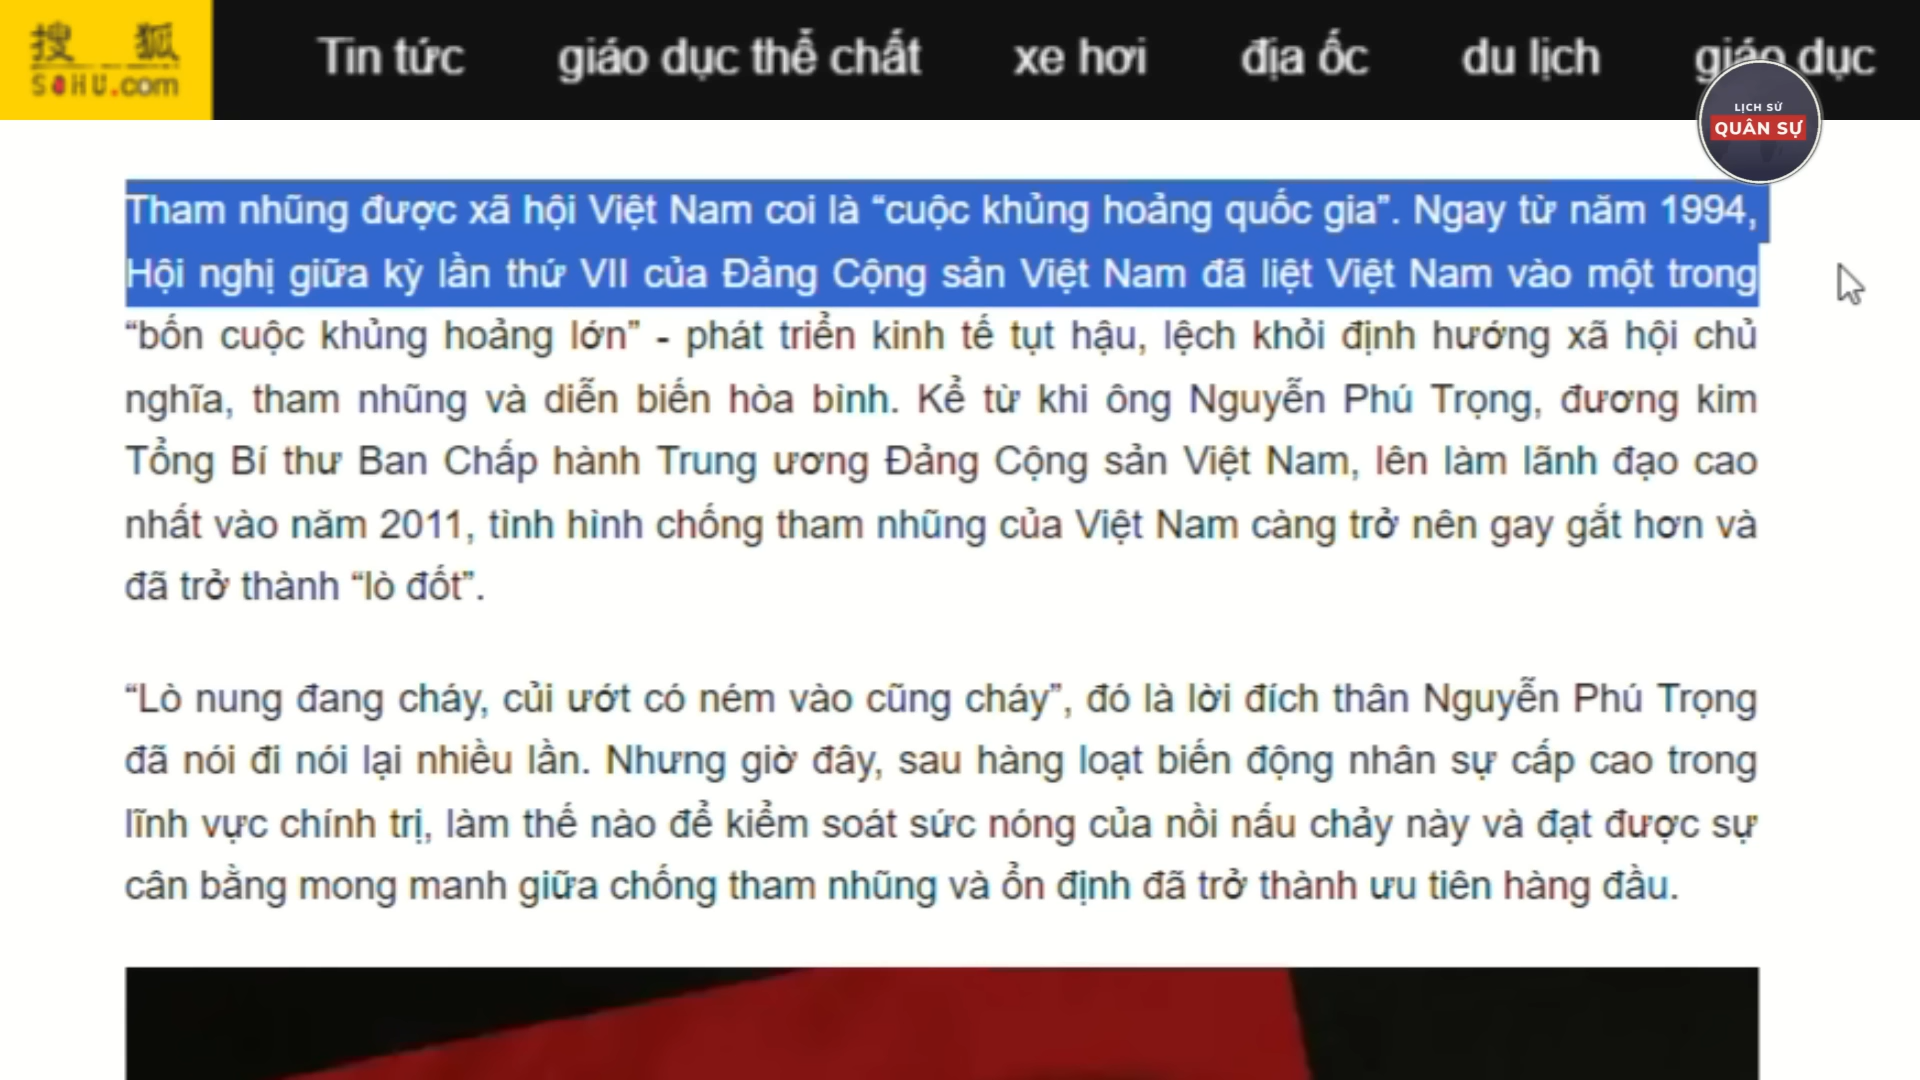 搜狐
SOHU.com
Tin tức giáo dục thể chất xe hơi địa ốc du lịch giáo dục
LỊCH SỬ
QUÂN SỰ
Tham nhũng được xã hội Việt Nam coi là “cuộc khủng hoảng quốc gia”. Ngay từ năm 1994,
Hội nghị giữa kỳ lần thứ VII của Đảng Cộng sản Việt Nam đã liệt Việt Nam vào một trong
“bốn cuộc khủng hoảng lớn” - phát triển kinh tế tụt hậu, lệch khỏi định hướng xã hội chủ
nghĩa, tham nhũng và diễn biến hòa bình. Kể từ khi ông Nguyễn Phú Trọng, đương kim
Tổng Bí thư Ban Chấp hành Trung ương Đảng Cộng sản Việt Nam, lên làm lãnh đạo cao
nhất vào năm 2011, tình hình chống tham nhũng của Việt Nam càng trở nên gay gắt hơn và
đã trở thành “lò đốt”.
“Lò nung đang cháy, củi ướt có ném vào cũng cháy”, đó là lời đích thân Nguyễn Phú Trọng
đã nói đi nói lại nhiều lần. Nhưng giờ đây, sau hàng loạt biến động nhân sự cấp cao trong
lĩnh vực chính trị, làm thế nào để kiểm soát sức nóng của nồi nấu chảy này và đạt được sự
cân bằng mong manh giữa chống tham nhũng và ổn định đã trở thành ưu tiên hàng đầu.